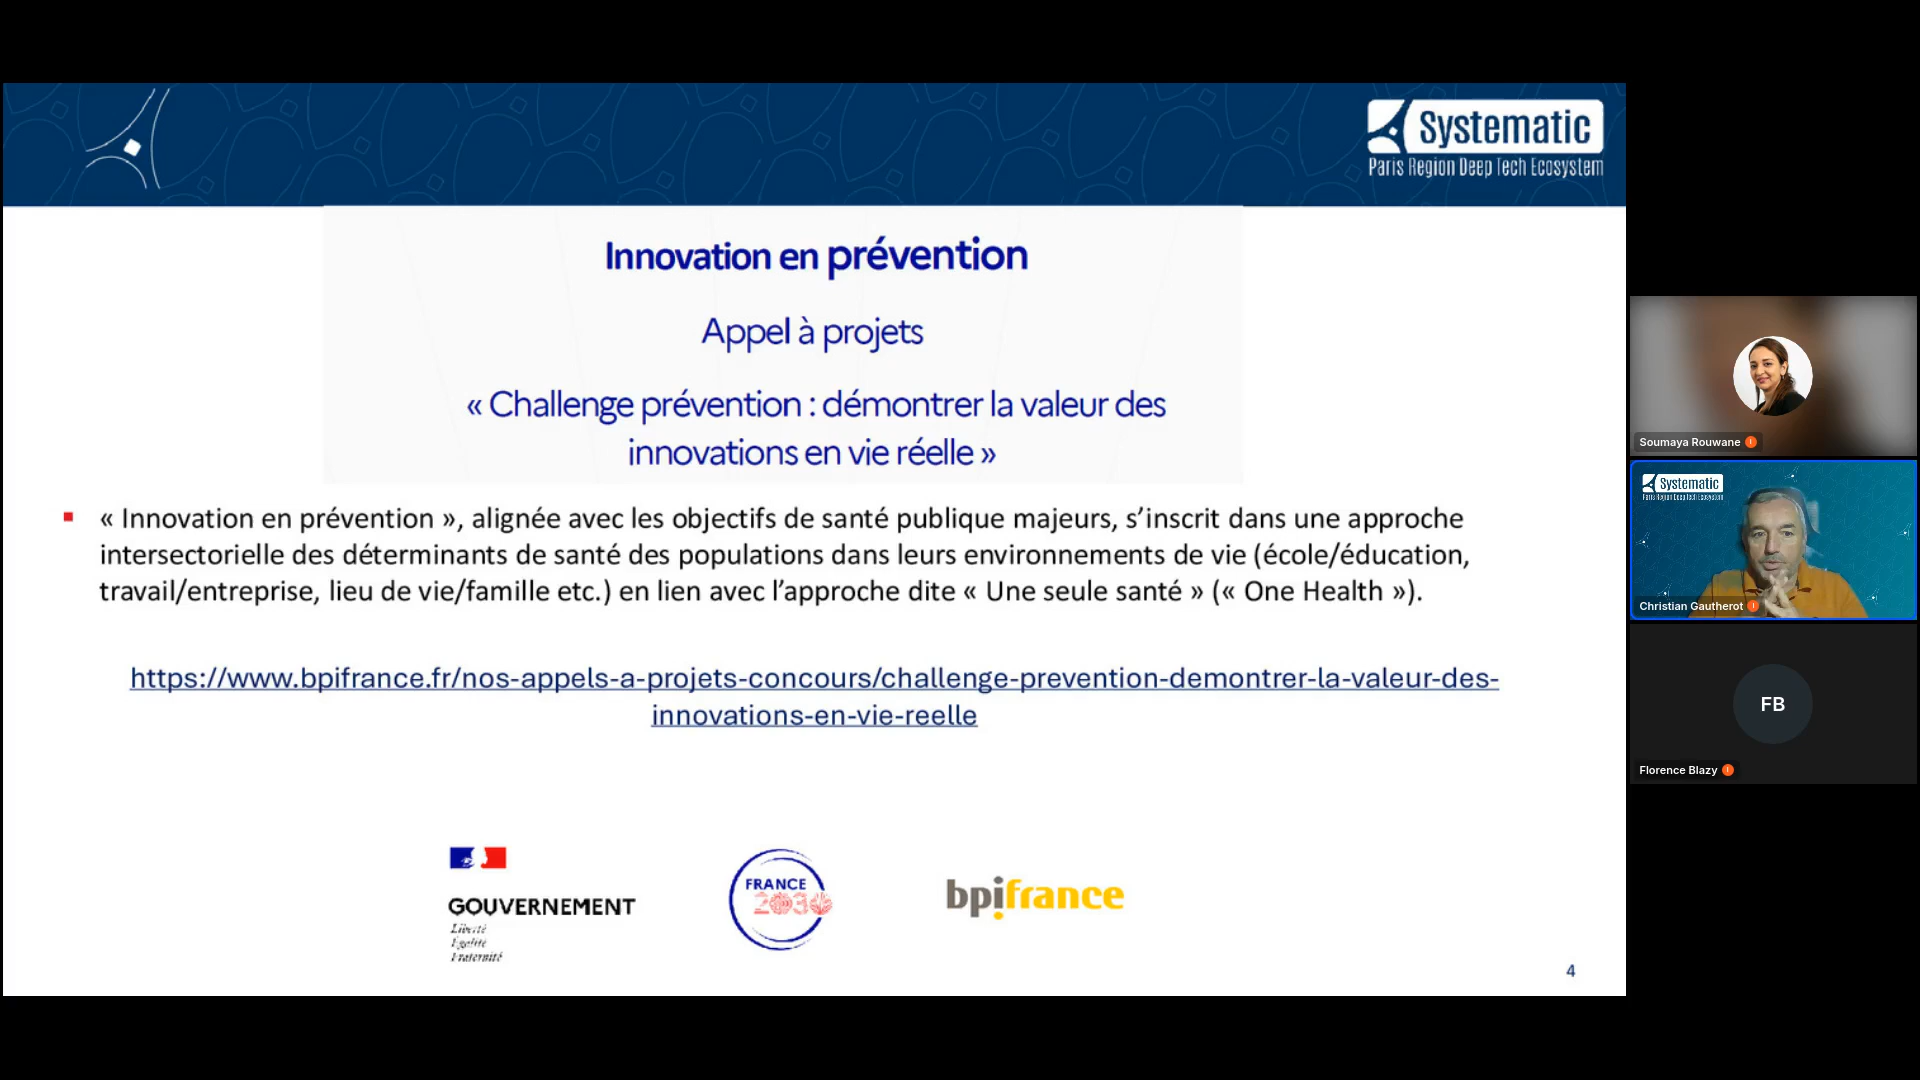 Systematic
Paris Region Deep Tech Ecosystem
Innovation en prévention
Appel à projets
« Challenge prévention : démontrer la valeur des
innovations en vie réelle »
« Innovation en prévention », alignée avec les objectifs de santé publique majeurs, s’inscrit dans une approche
intersectorielle des déterminants de santé des populations dans leurs environnements de vie (école/éducation,
travail/entreprise, lieu de vie/famille etc.) en lien avec l’approche dite « Une seule santé » (« One Health »).
https://www.bpifrance.fr/nos-appels-a-projets-concours/challenge-prevention-demontrer-la-valeur-des-
innovations-en-vie-reelle
GOUVERNEMENT
Liberté
Égalité
Fraternité
FRANCE
2030
bpifrance
4
Soumaya Rouwane
Systematic
Paris Region Deep Tech Ecosystem
Christian Gautherot
FB
Florence Blazy